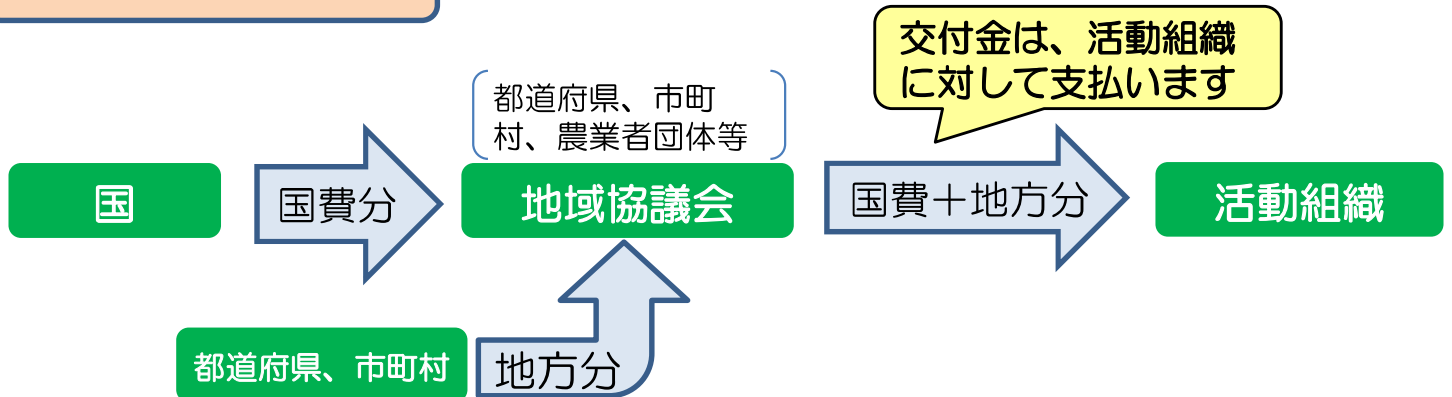 交付金は、活動組織
に対して支払います
都道府県、市町
村、農業者団体等
国
国費分
地域協議会
国費+地方分
活動組織
都道府県、市町村
地方分